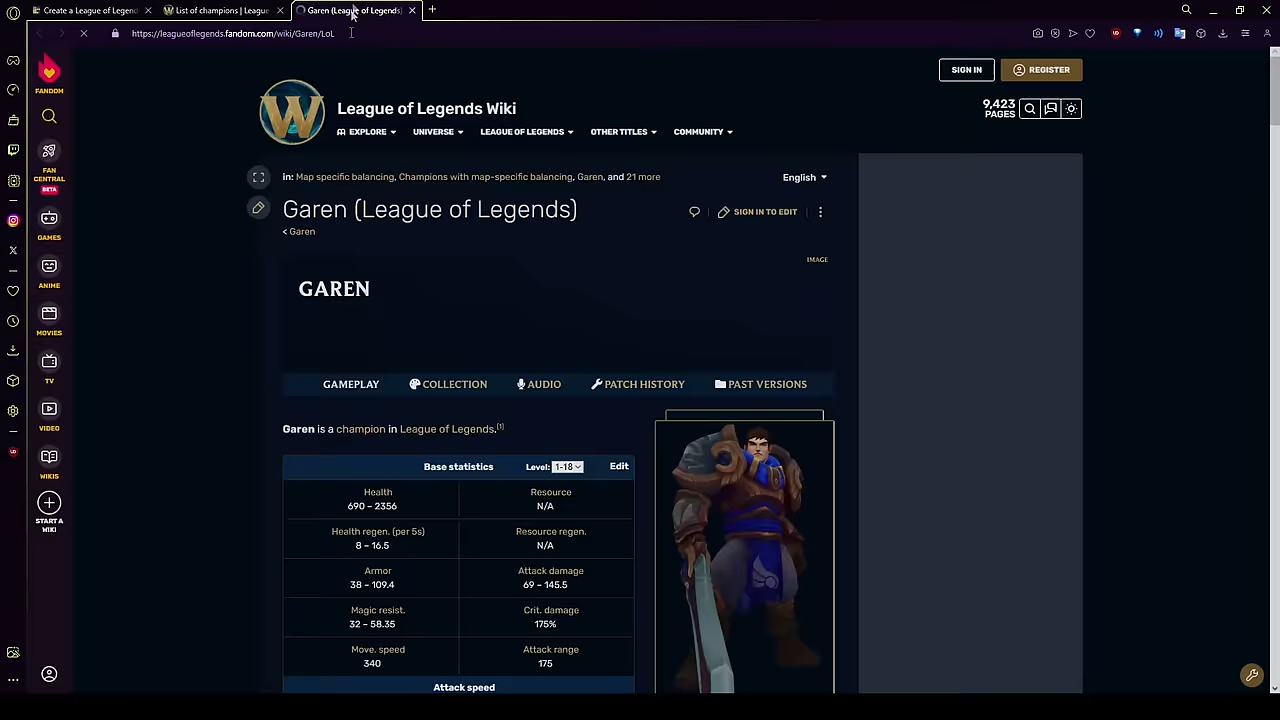 Create a League of Legend
List of champions | League
Garen (League of Legends)
https://leagueoflegends.fandom.com/wiki/Garen/LoL
FANDOM
FAN CENTRAL
BETA
GAMES
ANIME
MOVIES
TV
VIDEO
WIKIS
START A WIKI
SIGN IN
REGISTER
League of Legends Wiki
9,423 PAGES
EXPLORE
UNIVERSE
LEAGUE OF LEGENDS
OTHER TITLES
COMMUNITY
in: Map specific balancing, Champions with map-specific balancing, Garen, and 21 more
English
Garen (League of Legends)
SIGN IN TO EDIT
< Garen
IMAGE
GAREN
GAMEPLAY
COLLECTION
AUDIO
PATCH HISTORY
PAST VERSIONS
Garen is a champion in League of Legends.[1]
Base statistics
Level: 1-18
Edit
Health
690 – 2356
Resource
N/A
Health regen. (per 5s)
8 – 16.5
Resource regen.
N/A
Armor
38 – 109.4
Attack damage
69 – 145.5
Magic resist.
32 – 58.35
Crit. damage
175%
Move. speed
340
Attack range
175
Attack speed